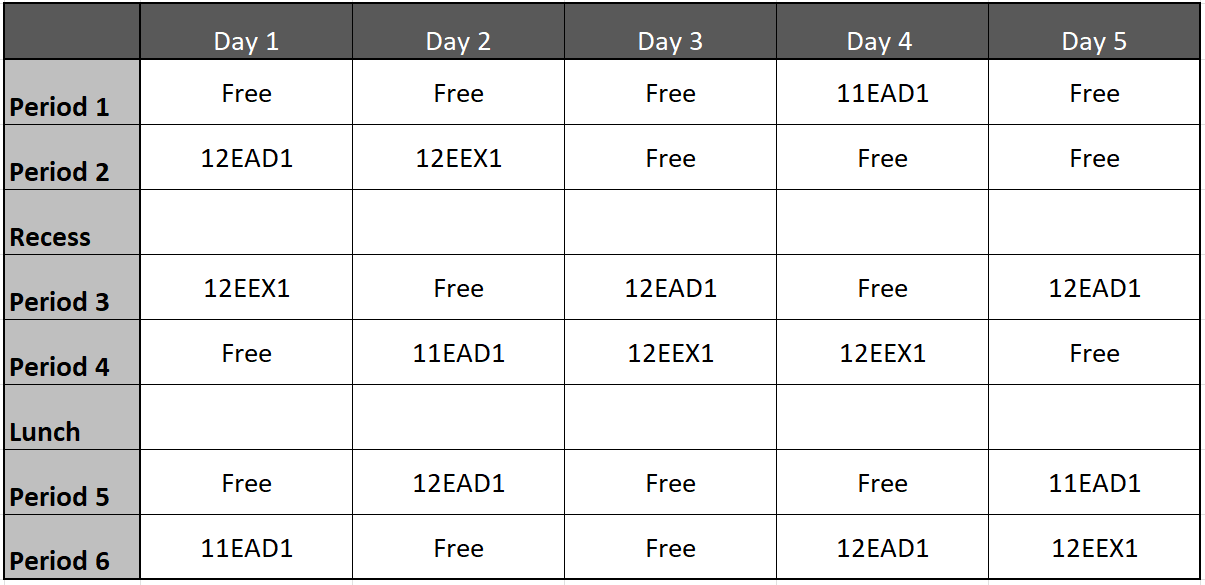 Day 1 Day 2 Day 3 Day 4 Day 5
Period 1 Free Free Free 11EAD1 Free
Period 2 12EAD1 12EEX1 Free Free Free
Recess
Period 3 12EEX1 Free 12EAD1 Free 12EAD1
Period 4 Free 11EAD1 12EEX1 12EEX1 Free
Lunch
Period 5 Free 12EAD1 Free Free 11EAD1
Period 6 11EAD1 Free Free 12EAD1 12EEX1